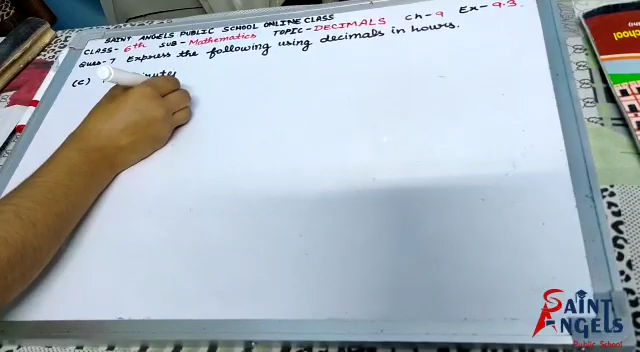 SAINT ANGELS PUBLIC SCHOOL ONLINE CLASS
CLASS- 6th SUB- Mathematics TOPIC- DECIMALS Ch-9 Ex-9.3.
Ques-7 Express the following using decimals in hours.
(c)
School
SAINT
ANGELS
Public School